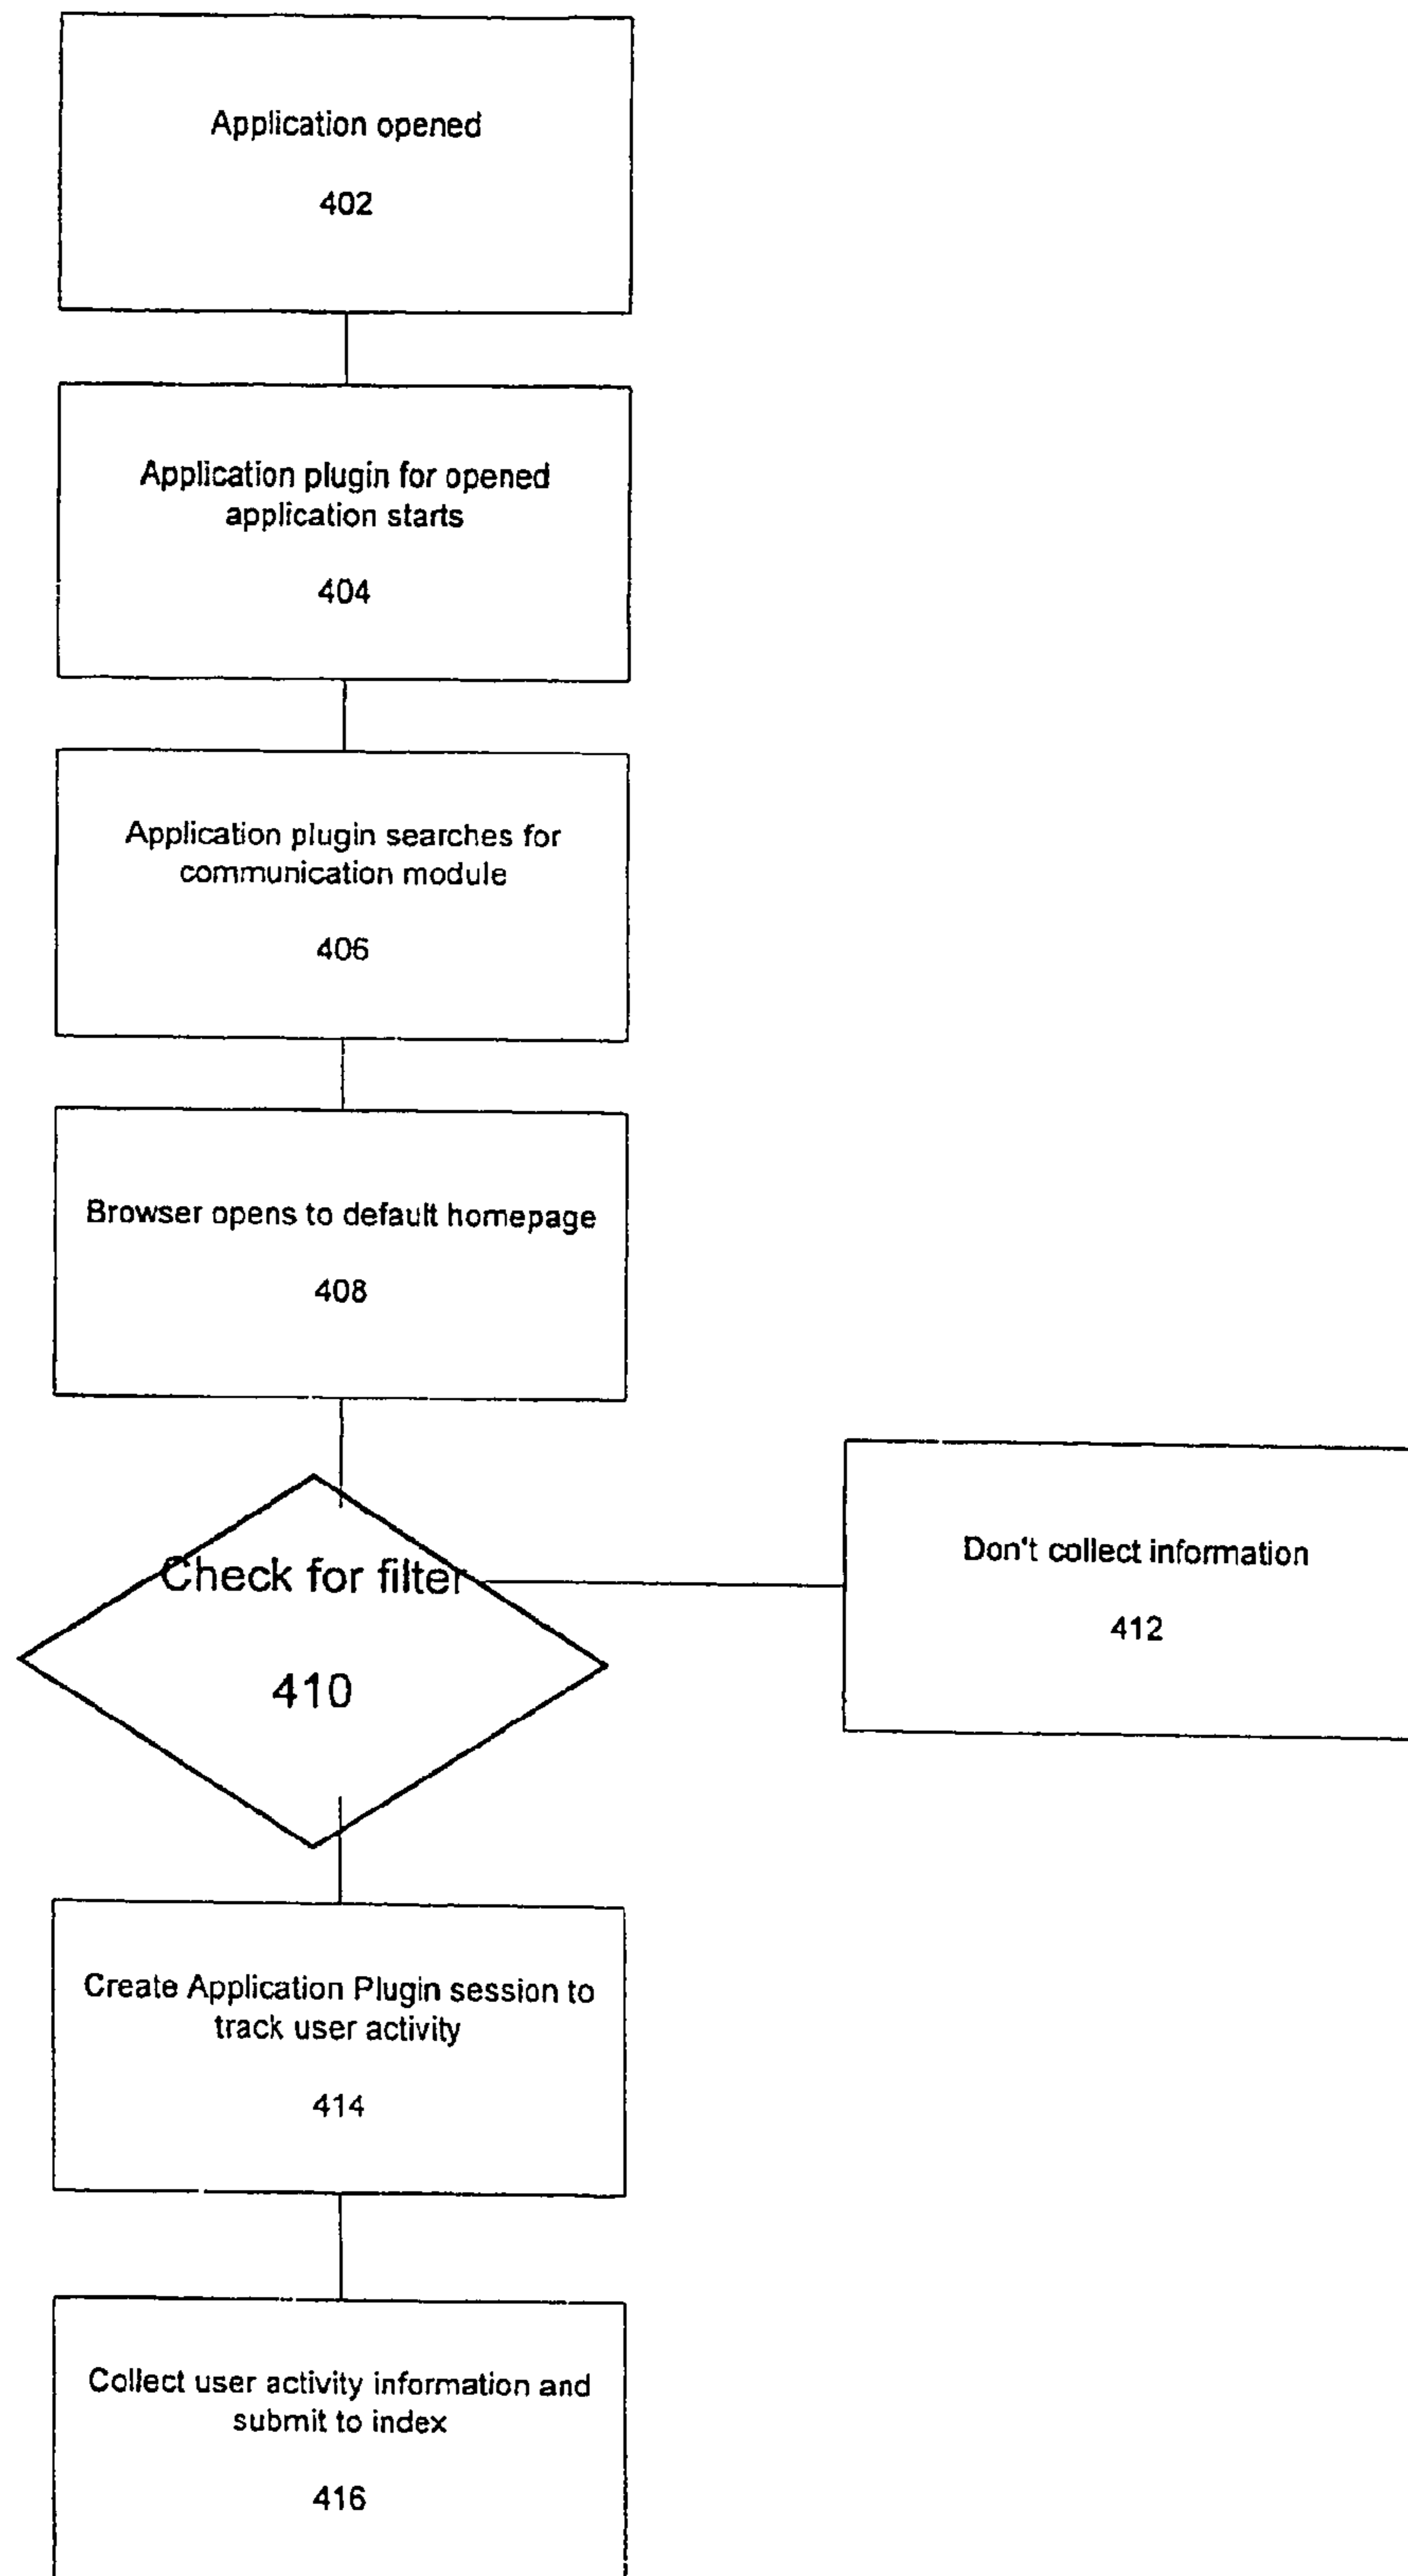 Application opened
402
Application plugin for opened
application starts
404
Application plugin searches for
communication module
406
Browser opens to default homepage
408
Check for filter
410
Don't collect information
412
Create Application Plugin session to
track user activity
414
Collect user activity information and
submit to index
416